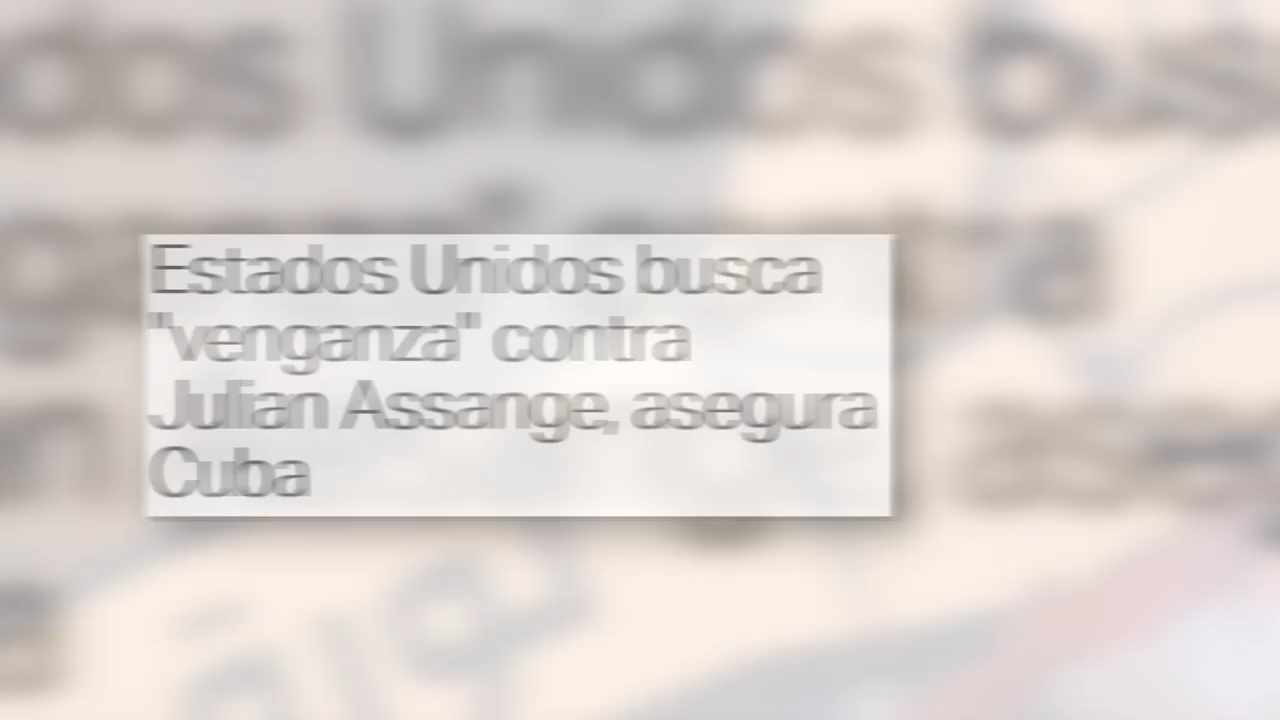 Estados Unidos busca
"venganza" contra
Julian Assange, asegura
Cuba